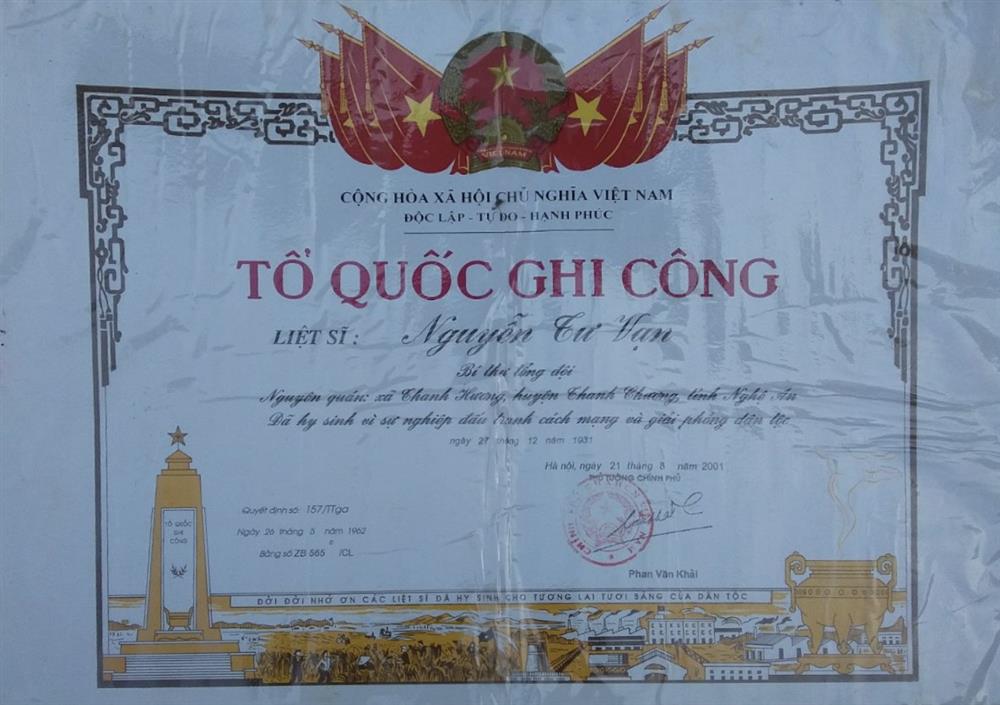 VIỆT NAM
CỘNG HÒA XÃ HỘI CHỦ NGHĨA VIỆT NAM
ĐỘC LẬP - TỰ DO - HẠNH PHÚC
TỔ QUỐC GHI CÔNG
LIỆT SĨ : Nguyễn Tư Vạn
Bí thư tổng đội
Nguyên quán: xã Thanh Hương, huyện Thanh Chương, tỉnh Nghệ An
Đã hy sinh vì sự nghiệp đấu tranh cách mạng và giải phóng dân tộc
ngày 27 tháng 12 năm 1931
Hà nội, ngày 21 tháng 8 năm 2001
THỦ TƯỚNG CHÍNH PHỦ
Quyết định số: 157/TTga
Ngày 26 tháng 5 năm 1962
Bằng số ZB 565 /CL
Phan Văn Khải
TỔ QUỐC
GHI
CÔNG
ĐỜI ĐỜI NHỚ ƠN CÁC LIỆT SĨ ĐÃ HY SINH CHO TƯƠNG LAI TƯƠI SÁNG CỦA DÂN TỘC